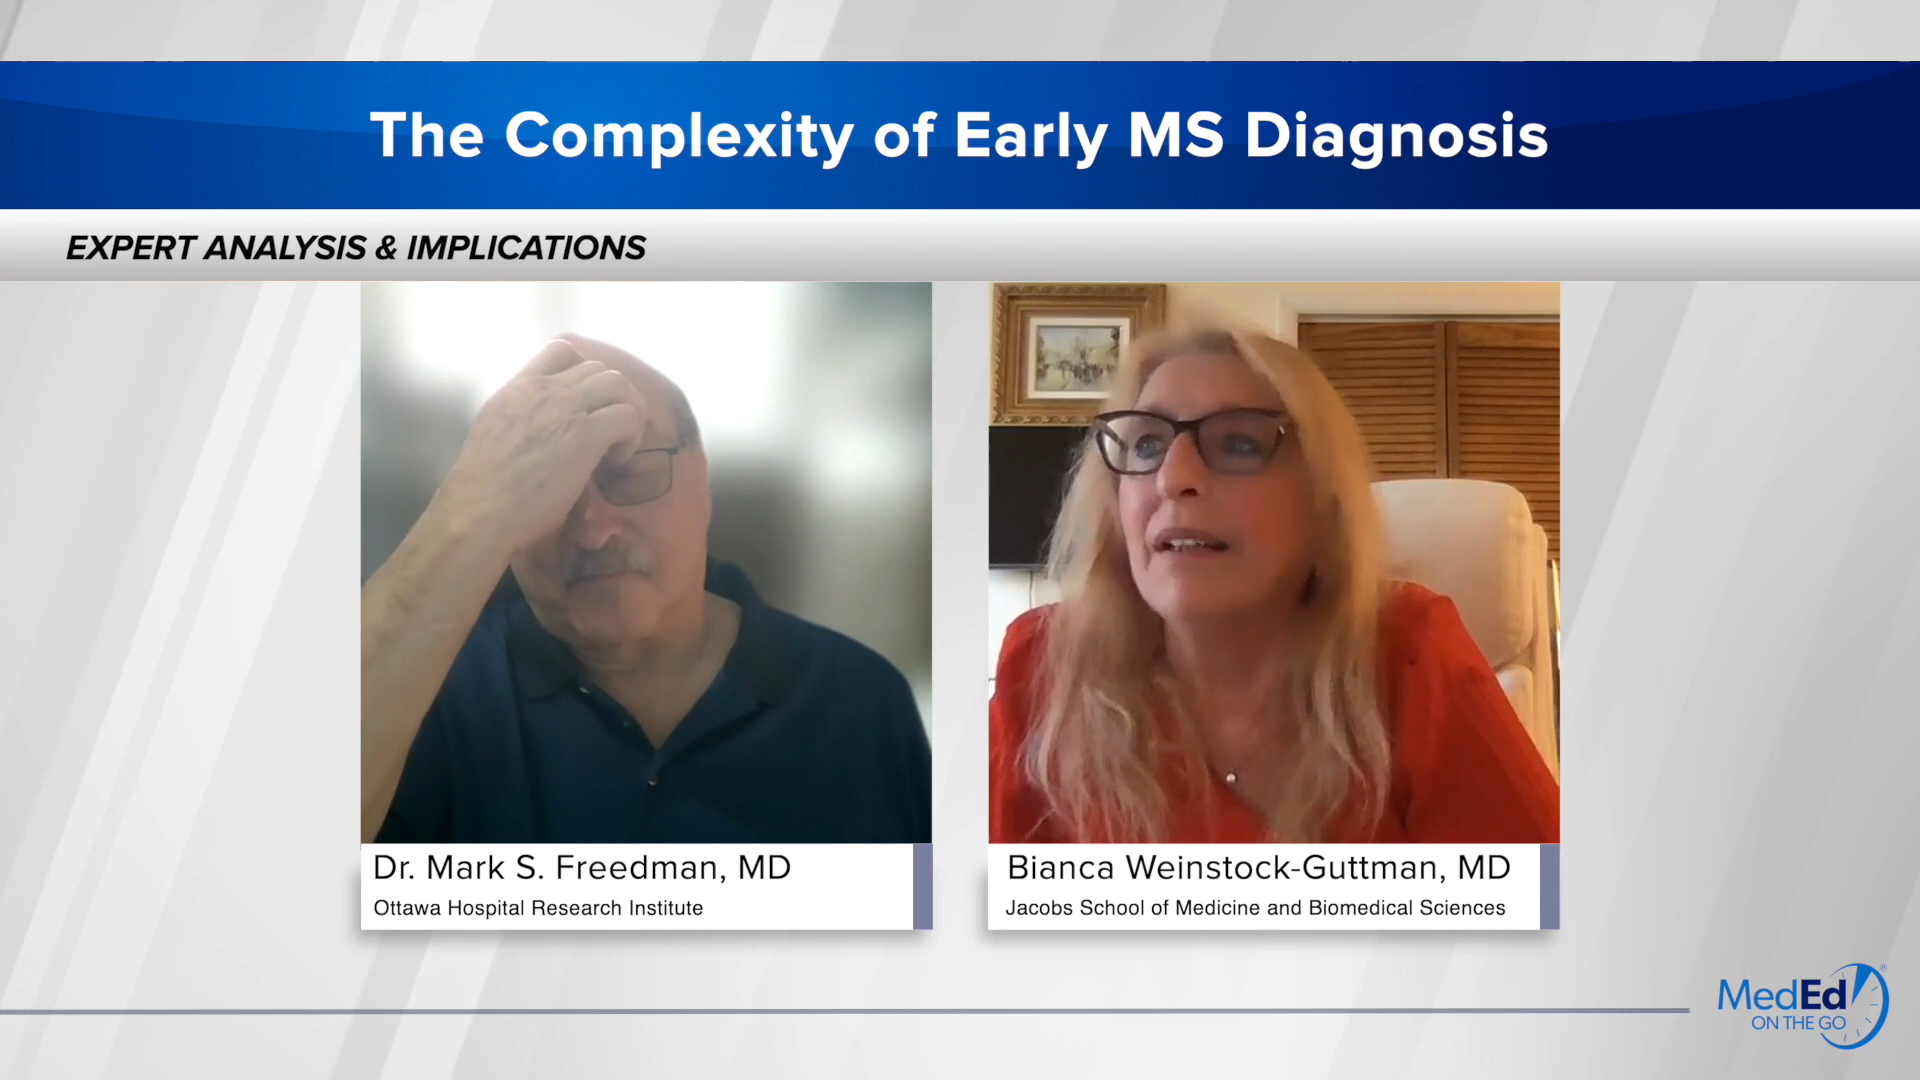 The Complexity of Early MS Diagnosis
EXPERT ANALYSIS & IMPLICATIONS
Dr. Mark S. Freedman, MD
Ottawa Hospital Research Institute
Bianca Weinstock-Guttman, MD
Jacobs School of Medicine and Biomedical Sciences
MedEd®
ON THE GO